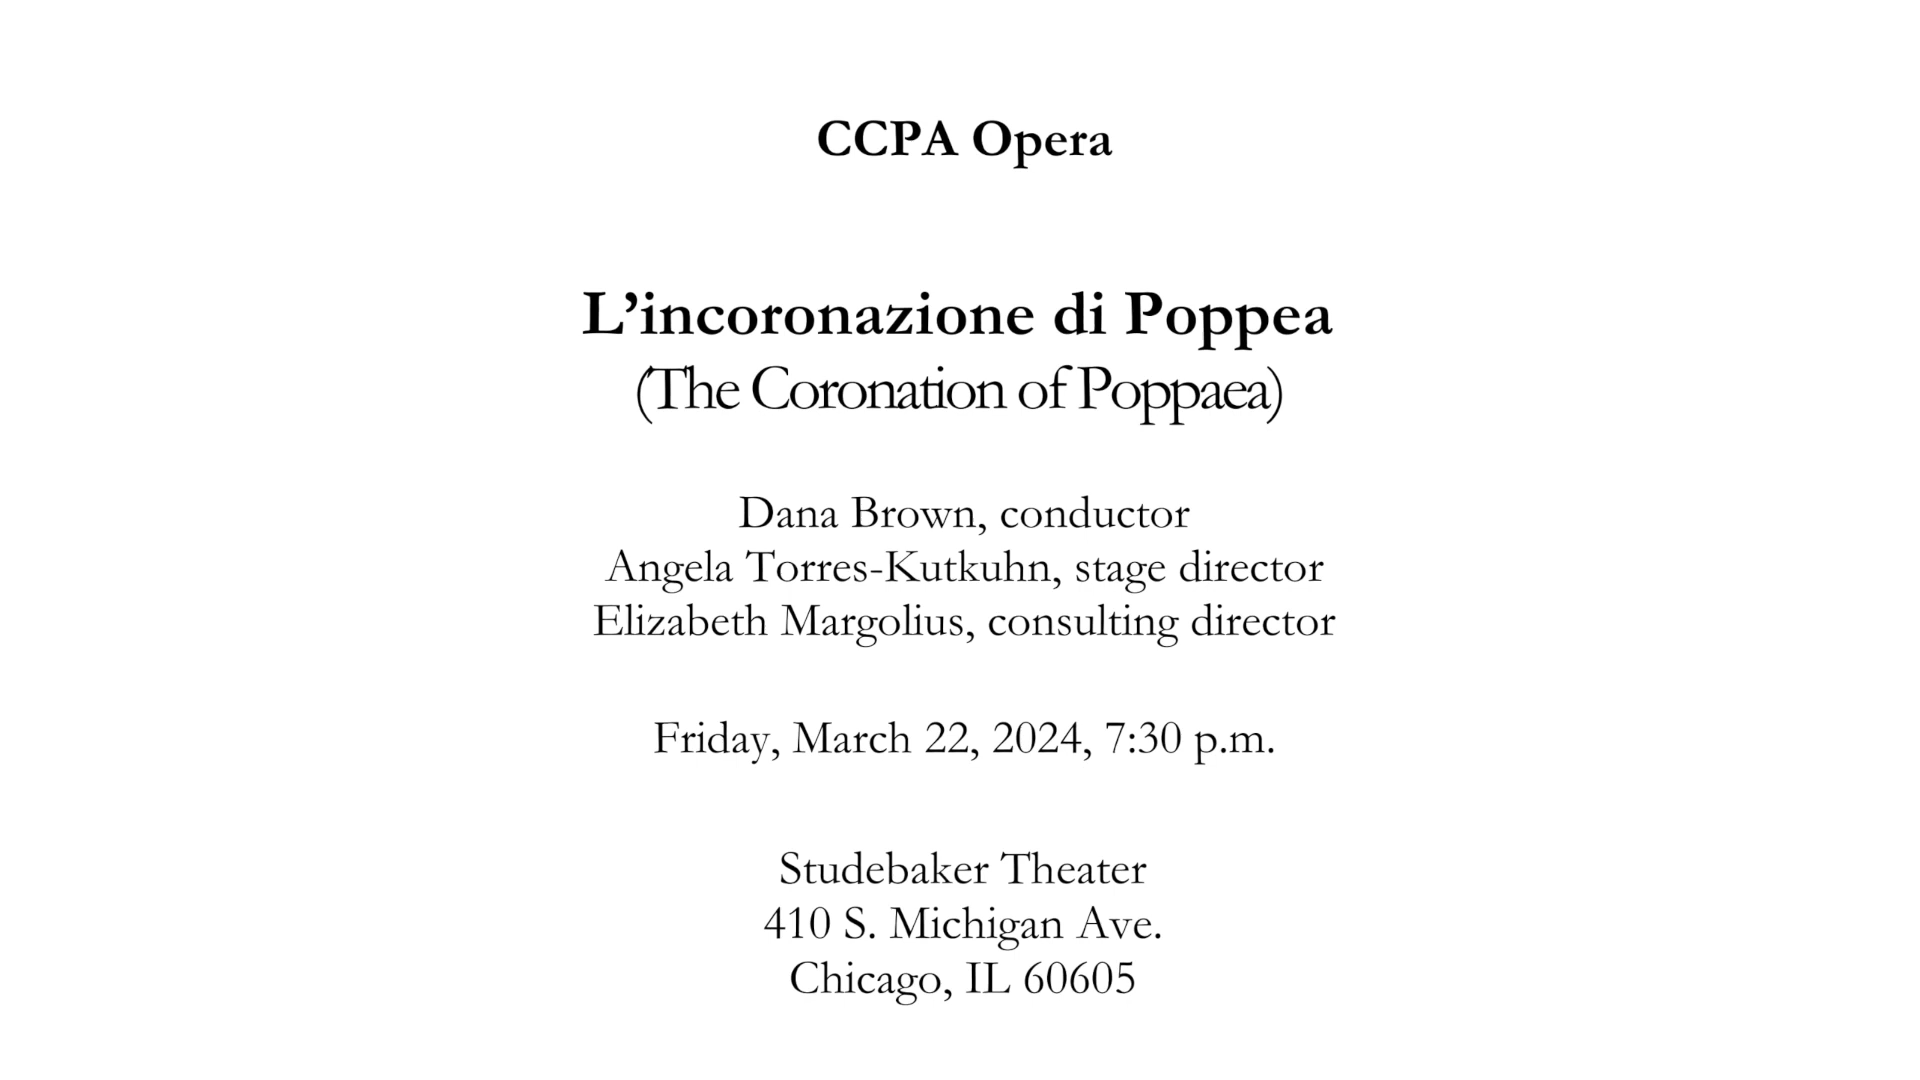 CCPA Opera
L’incoronazione di Poppea
(The Coronation of Poppaea)
Dana Brown, conductor
Angela Torres-Kutkuhn, stage director
Elizabeth Margolius, consulting director
Friday, March 22, 2024, 7:30 p.m.
Studebaker Theater
410 S. Michigan Ave.
Chicago, IL 60605